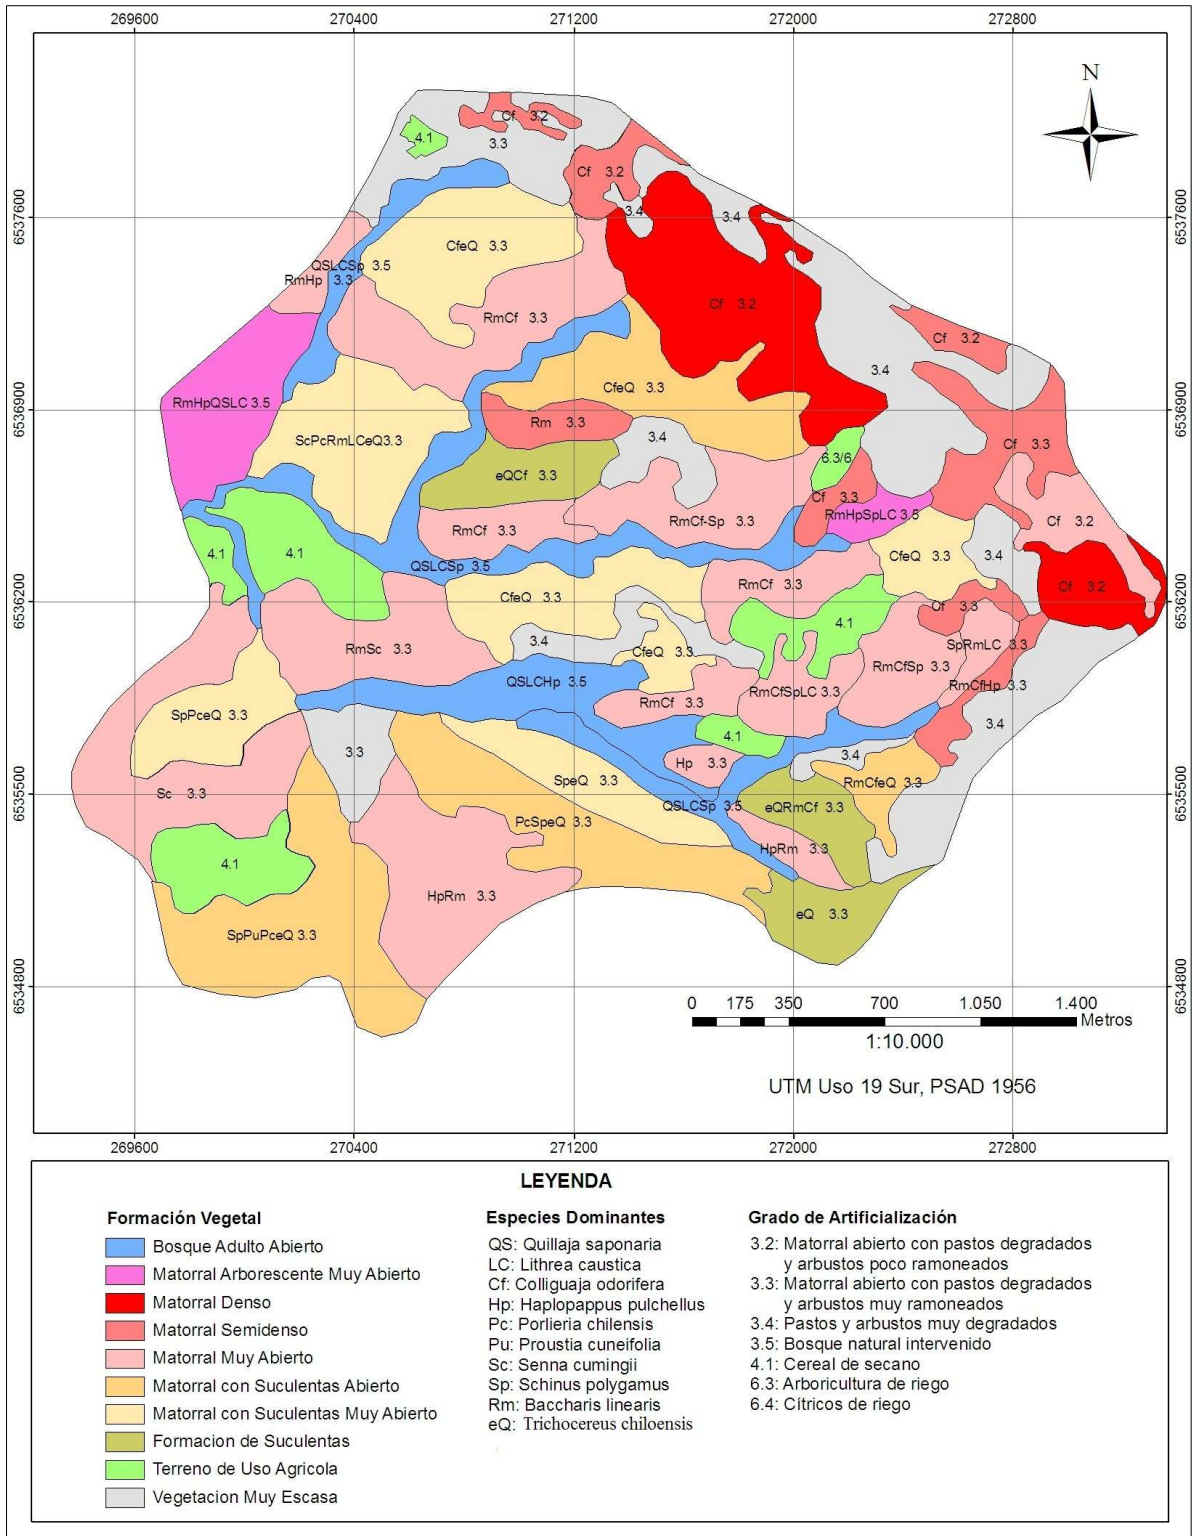 269600 270400 271200 272000 272800
N
Cf 3.2
4.1
3.3
Cf 3.2
3.4
3.4
6537600 6537600
CfeQ 3.3
QSLCSp 3.5
RmHp 3.3
Cf 3.2
RmCf 3.3
Cf 3.2
3.4
CfeQ 3.3
RmHpQSLC 3.5
6536900 6536900
Rm 3.3
3.4
ScPcRmLCeQ3.3
Cf 3.3
6.3/6
eQCf 3.3
Cf 3.3
RmHpSpLC 3.5
RmCf 3.3
RmCf-Sp 3.3
Cf 3.2
4.1
4.1
CfeQ 3.3
3.4
QSLCSp 3.5
RmCf 3.3
Cf 3.2
CfeQ 3.3
6536200 6536200
Cf 3.3
4.1
3.4
RmSc 3.3
CfeQ 3.3
SpRmLC 3.3
RmCfSp 3.3
QSLCHp 3.5
RmCfSpLC 3.3
RmCfHp 3.3
RmCf 3.3
SpPceQ 3.3
3.4
4.1
3.3
3.4
Hp 3.3
SpeQ 3.3
RmCfeQ 3.3
6535500 6535500
Sc 3.3
QSLCSp 3.5
eQRmCf 3.3
PcSpeQ 3.3
HpRm 3.3
4.1
HpRm 3.3
eQ 3.3
SpPuPceQ 3.3
6534800 6534800
0 175 350 700 1.050 1.400
Metros
1:10.000
UTM Uso 19 Sur, PSAD 1956
269600 270400 271200 272000 272800
LEYENDA
Formación Vegetal
Bosque Adulto Abierto
Matorral Arborescente Muy Abierto
Matorral Denso
Matorral Semidenso
Matorral Muy Abierto
Matorral con Suculentas Abierto
Matorral con Suculentas Muy Abierto
Formacion de Suculentas
Terreno de Uso Agricola
Vegetacion Muy Escasa
Especies Dominantes
QS: Quillaja saponaria
LC: Lithrea caustica
Cf: Colliguaja odorifera
Hp: Haplopappus pulchellus
Pc: Porlieria chilensis
Pu: Proustia cuneifolia
Sc: Senna cumingii
Sp: Schinus polygamus
Rm: Baccharis linearis
eQ: Trichocereus chiloensis
Grado de Artificialización
3.2: Matorral abierto con pastos degradados
y arbustos poco ramoneados
3.3: Matorral abierto con pastos degradados
y arbustos muy ramoneados
3.4: Pastos y arbustos muy degradados
3.5: Bosque natural intervenido
4.1: Cereal de secano
6.3: Arboricultura de riego
6.4: Cítricos de riego